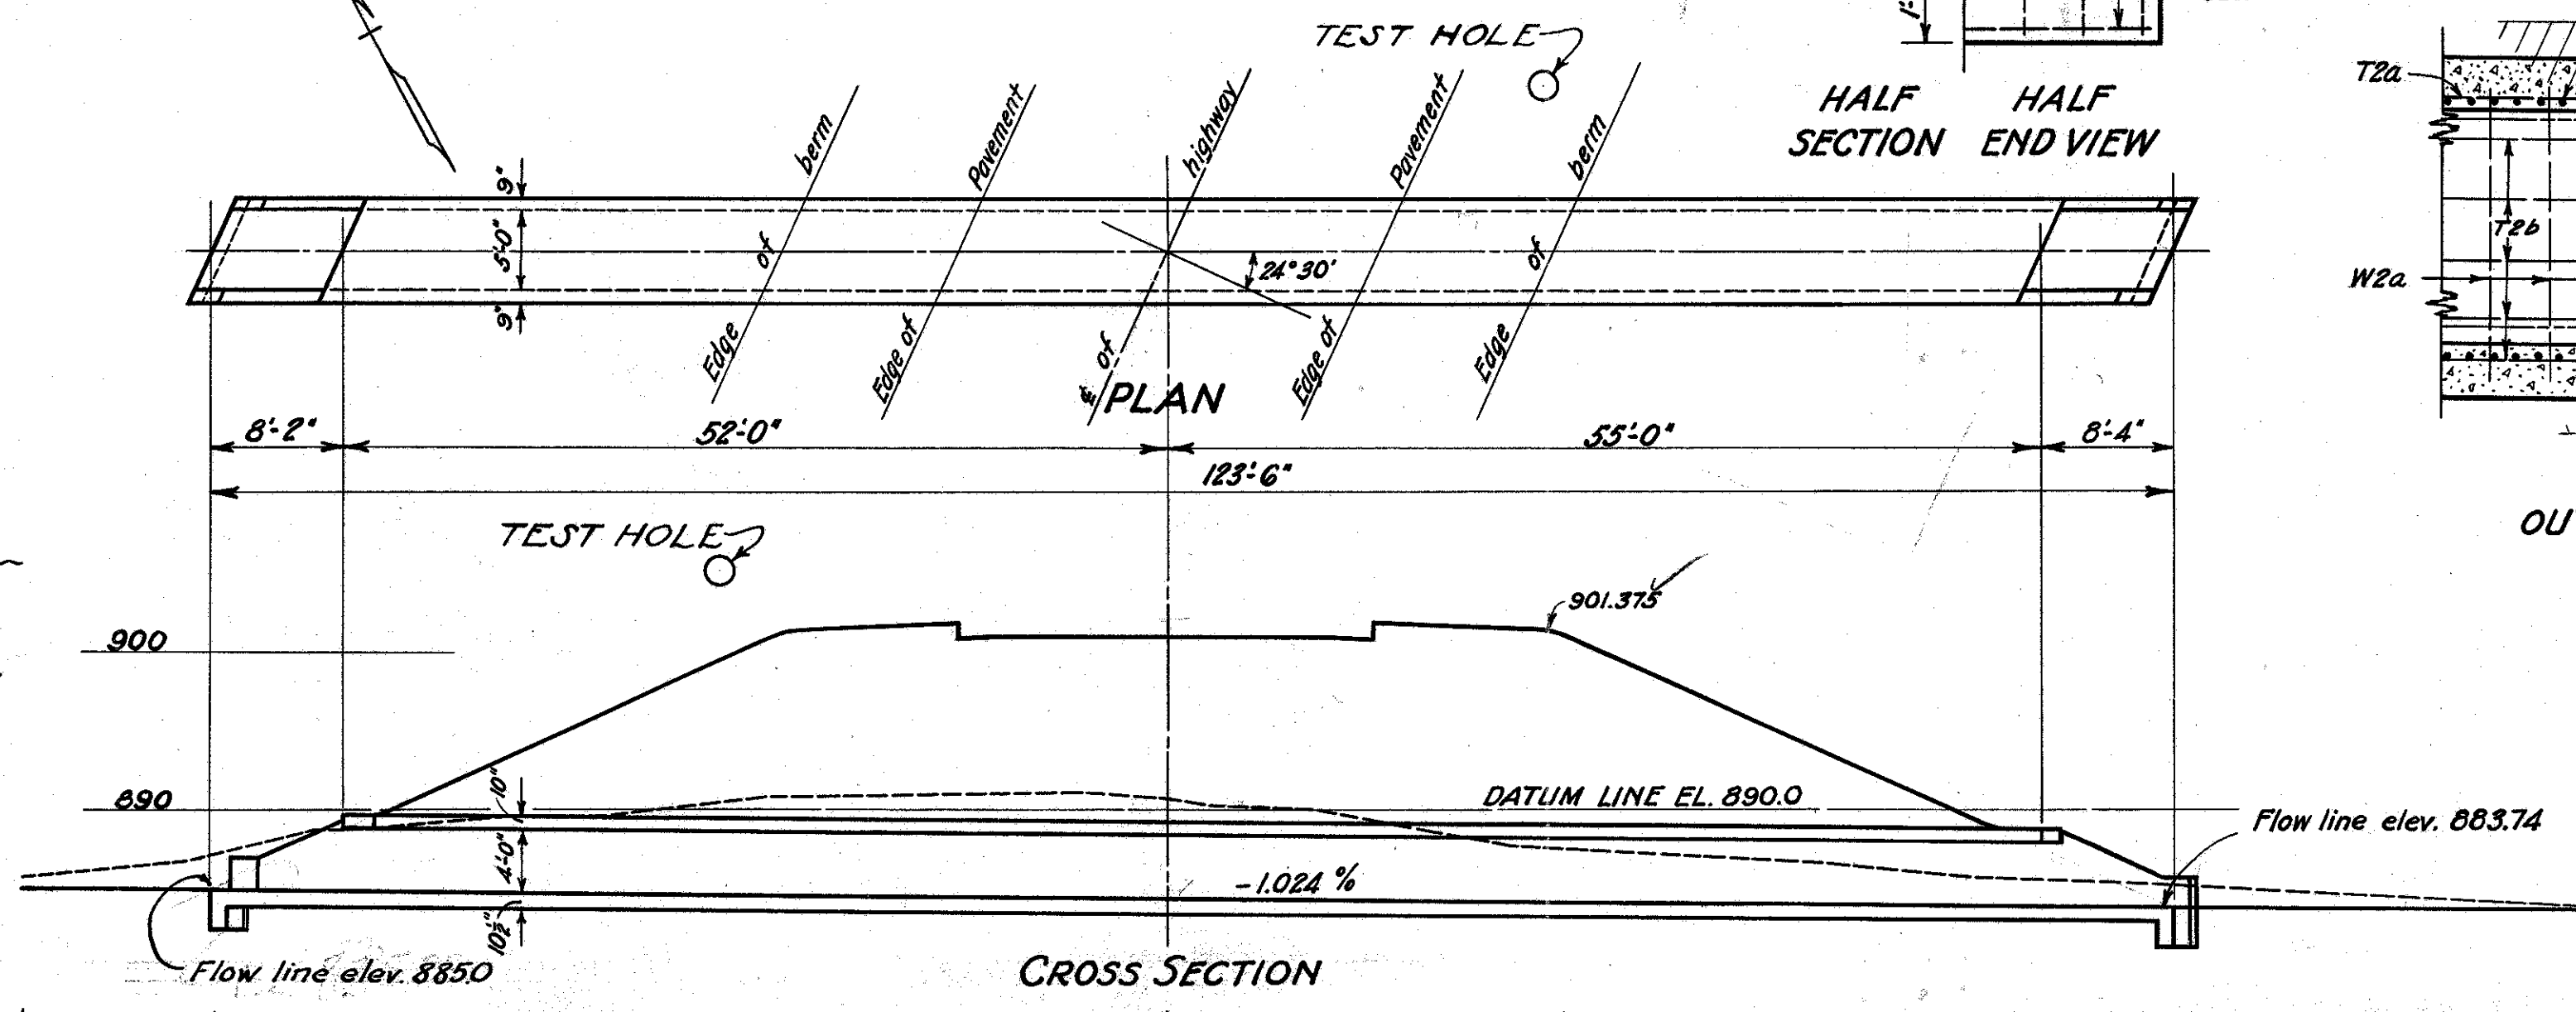 TEST HOLE
1'-
HALF SECTION
HALF END VIEW
T2a
T2b
W2a
OU
9"
5'-0"
9"
Edge of berm
Edge of Pavement
℄ of highway
Edge of Pavement
Edge of berm
24°30'
PLAN
8'-2"
52'-0"
55'-0"
8'-4"
123'-6"
TEST HOLE
901.375
900
890
10"
DATUM LINE EL. 890.0
Flow line elev. 883.74
4'-0"
-1.024 %
10½"
Flow line elev. 885.0
CROSS SECTION